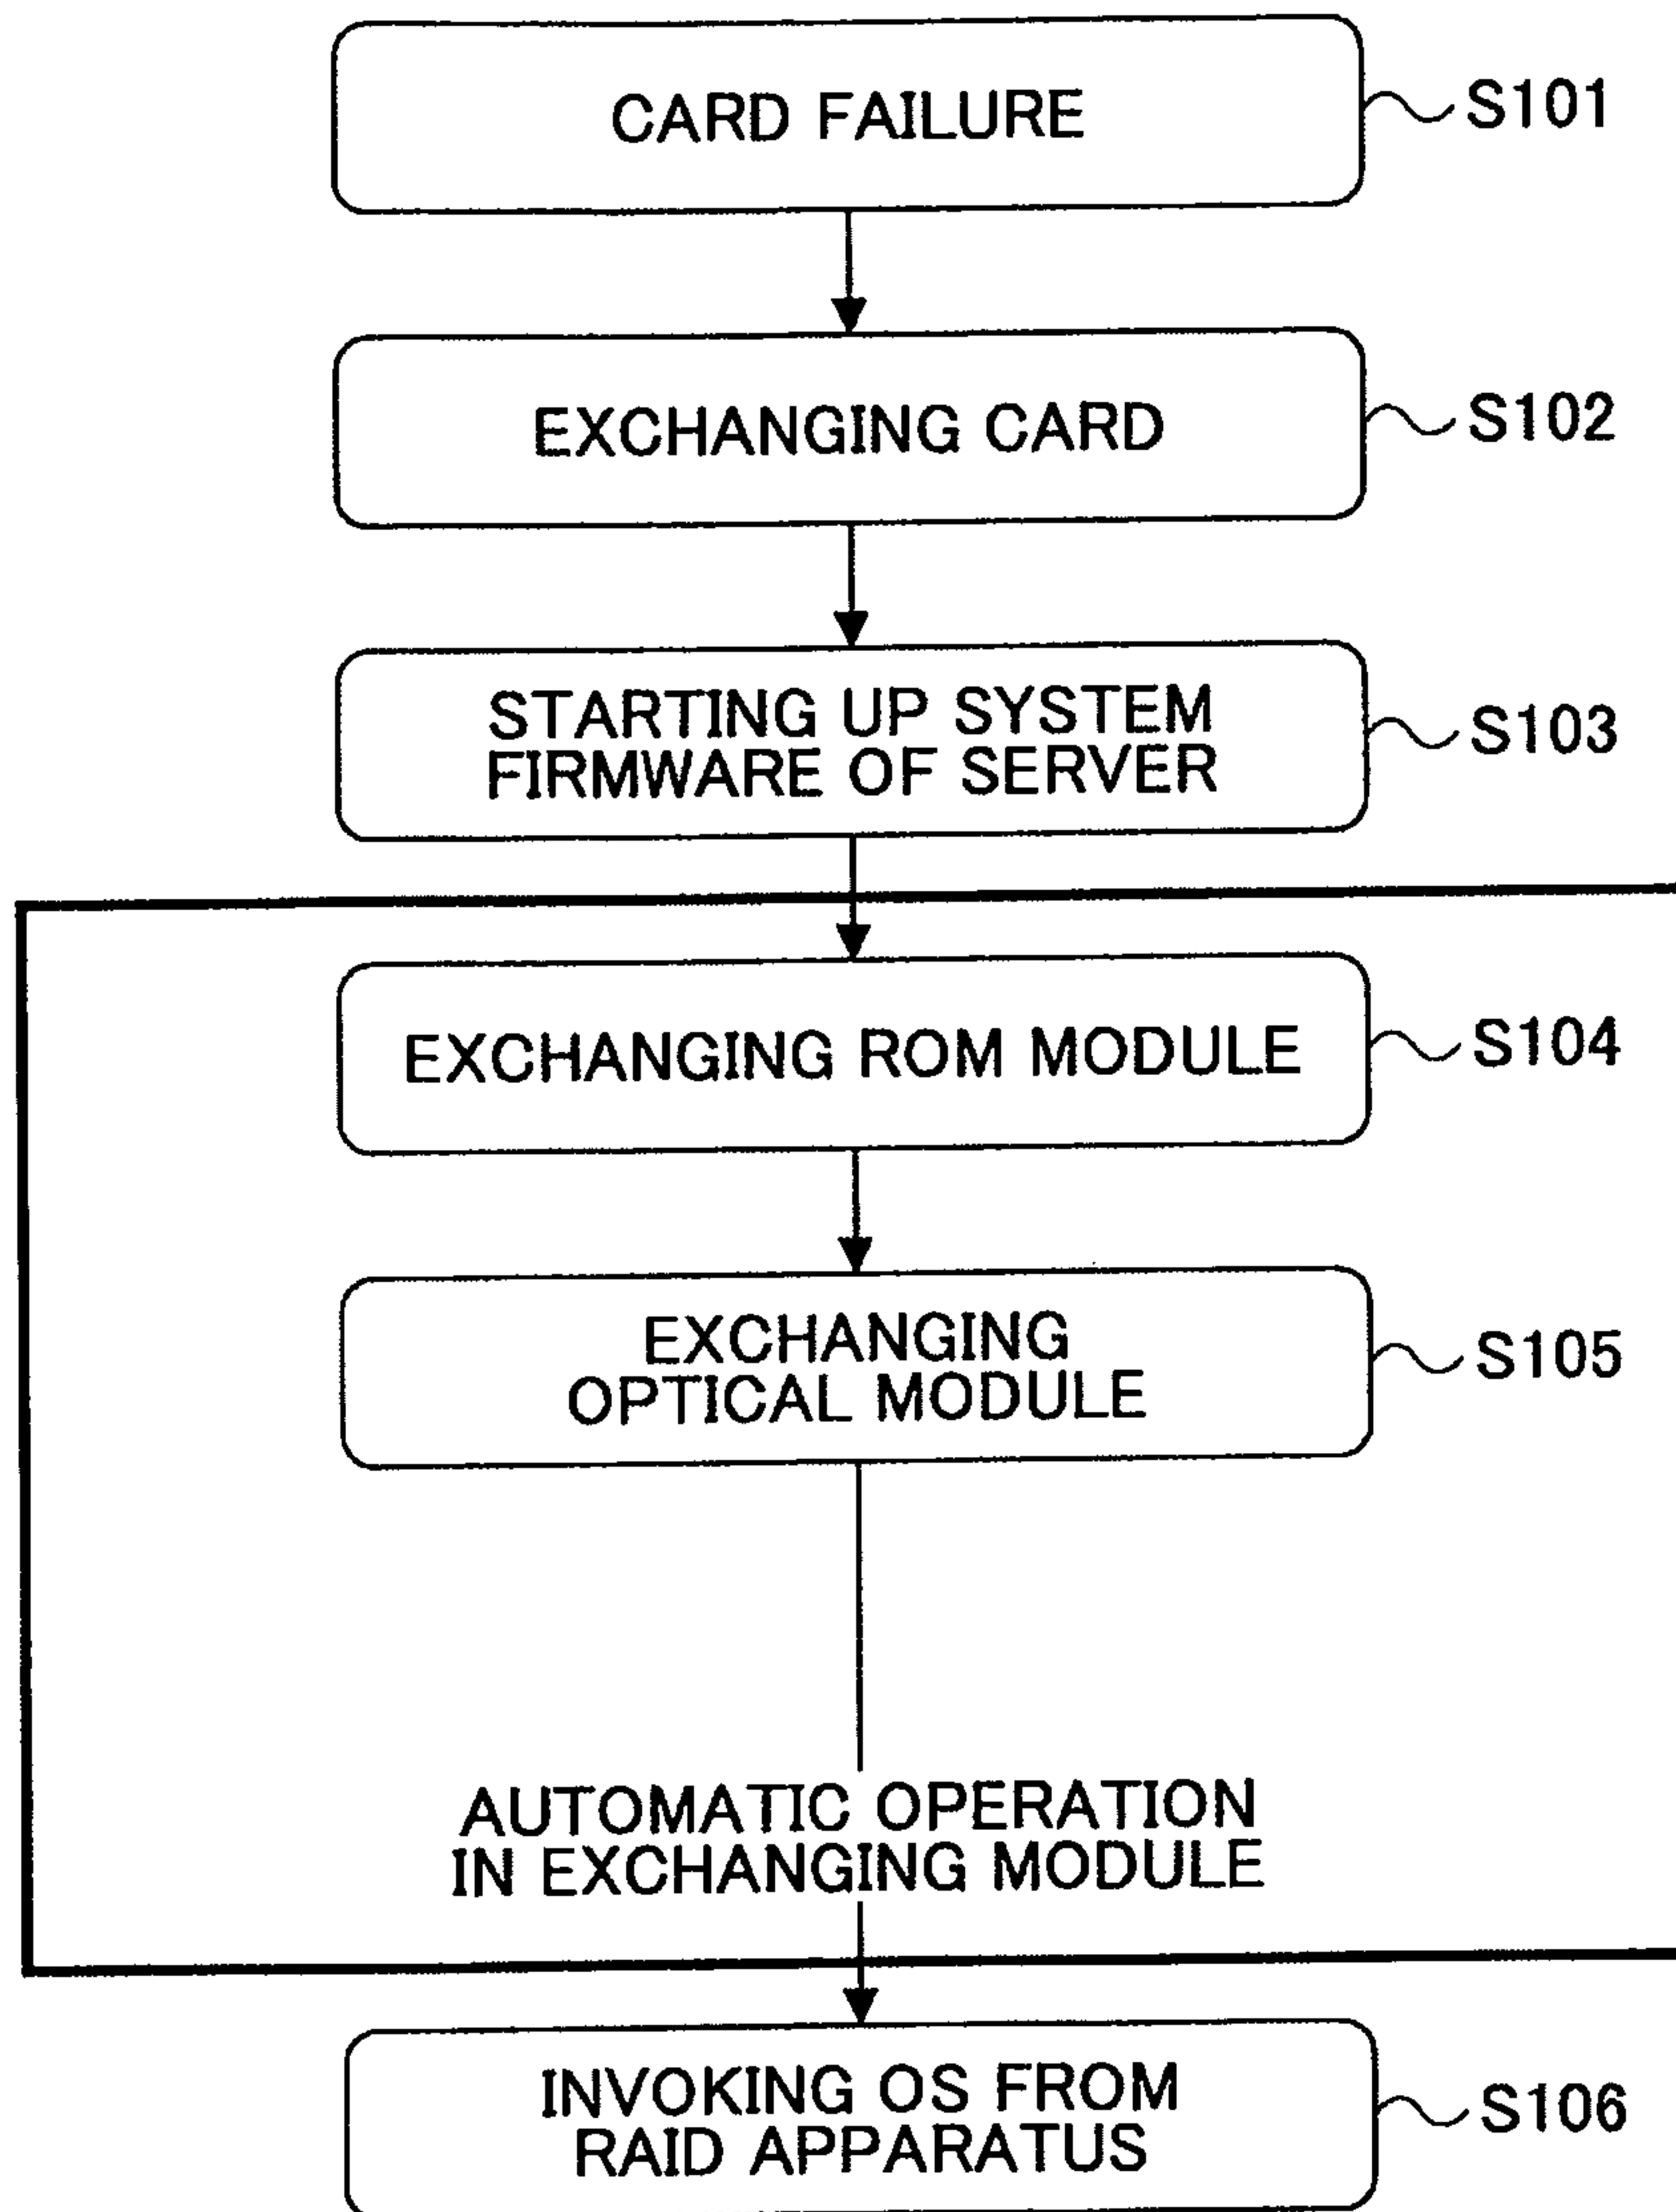 CARD FAILURE
S101
EXCHANGING CARD
S102
STARTING UP SYSTEM
FIRMWARE OF SERVER
S103
EXCHANGING ROM MODULE
S104
EXCHANGING
OPTICAL MODULE
S105
AUTOMATIC OPERATION
IN EXCHANGING MODULE
INVOKING OS FROM
RAID APPARATUS
S106